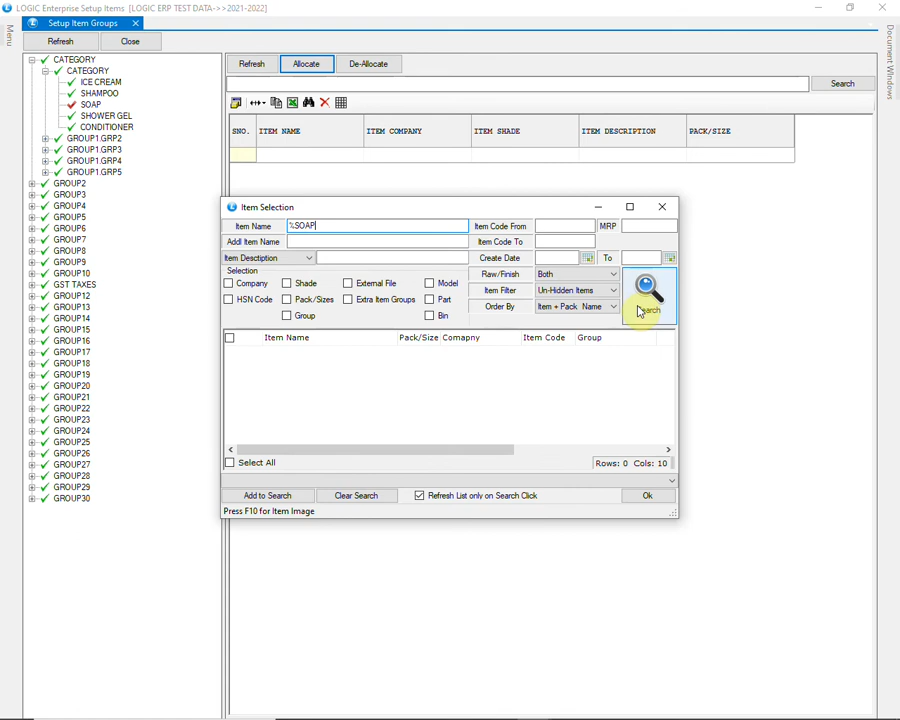 LOGIC Enterprise Setup Items [LOGIC ERP TEST DATA->>2021-2022]
Menu
Setup Item Groups
Document Windows
Refresh Close
CATEGORY
CATEGORY
ICE CREAM
SHAMPOO
SOAP
SHOWER GEL
CONDITIONER
GROUP1.GRP2
GROUP1.GRP3
GROUP1.GRP4
GROUP1.GRP5
GROUP2
GROUP3
GROUP4
GROUP5
GROUP6
GROUP7
GROUP8
GROUP9
GROUP10
GST TAXES
GROUP12
GROUP13
GROUP14
GROUP15
GROUP16
GROUP17
GROUP18
GROUP19
GROUP20
GROUP21
GROUP22
GROUP23
GROUP24
GROUP25
GROUP26
GROUP27
GROUP28
GROUP29
GROUP30
Refresh Allocate De-Allocate
Search
SNO. ITEM NAME ITEM COMPANY ITEM SHADE ITEM DESCRIPTION PACK/SIZE
Item Selection
Item Name %SOAP Item Code From MRP
Addl Item Name Item Code To
Item Desctiption Create Date To
Selection Raw/Finish Both
Company Shade External File Model
Item Filter Un-Hidden Items
HSN Code Pack/Sizes Extra Item Groups Part
Order By Item + Pack Name
Group Bin
Item Name Pack/Size Comapny Item Code Group
Select All Rows: 0 Cols: 10
Add to Search Clear Search Refresh List only on Search Click Ok
Press F10 for Item Image